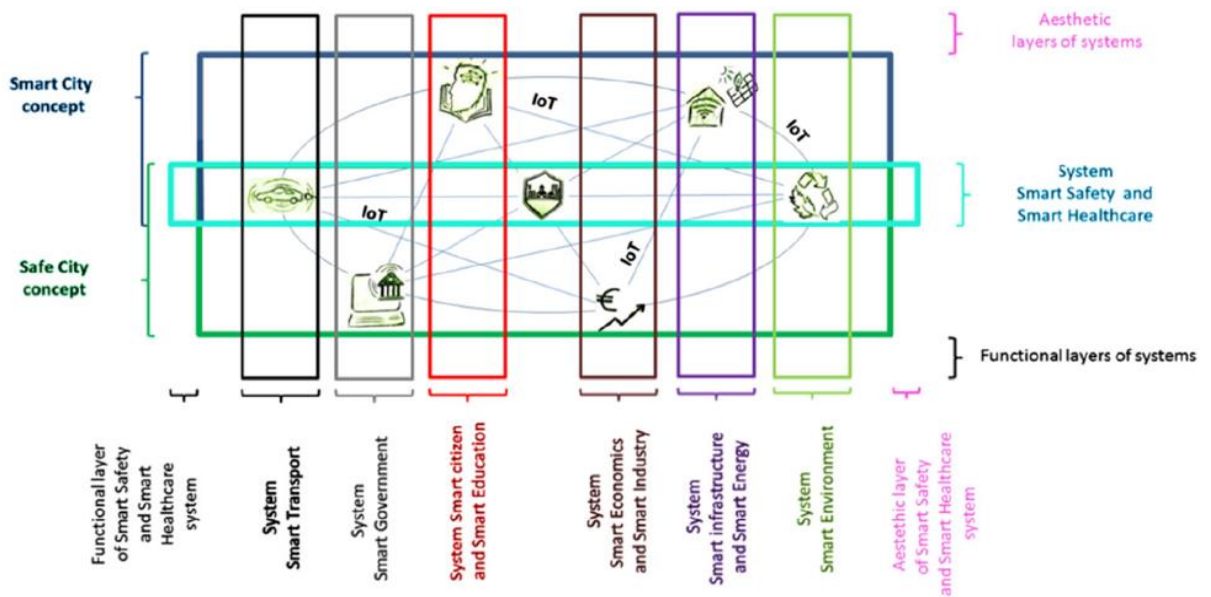 Aesthetic
layers of systems
Smart City
concept
IoT
IoT
System
Smart Safety and
Smart Healthcare
IoT
Safe City
concept
IoT
€
Functional layers of systems
Functional layer
of Smart Safety
and Smart
Healthcare
system
System
Smart Transport
System
Smart Government
System Smart citizen
and Smart Education
System
Smart Economics
and Smart Industry
System
Smart infrastructure
and Smart Energy
System
Smart Environment
Aestethic layer
of Smart Safety
and Smart Healthcare
system